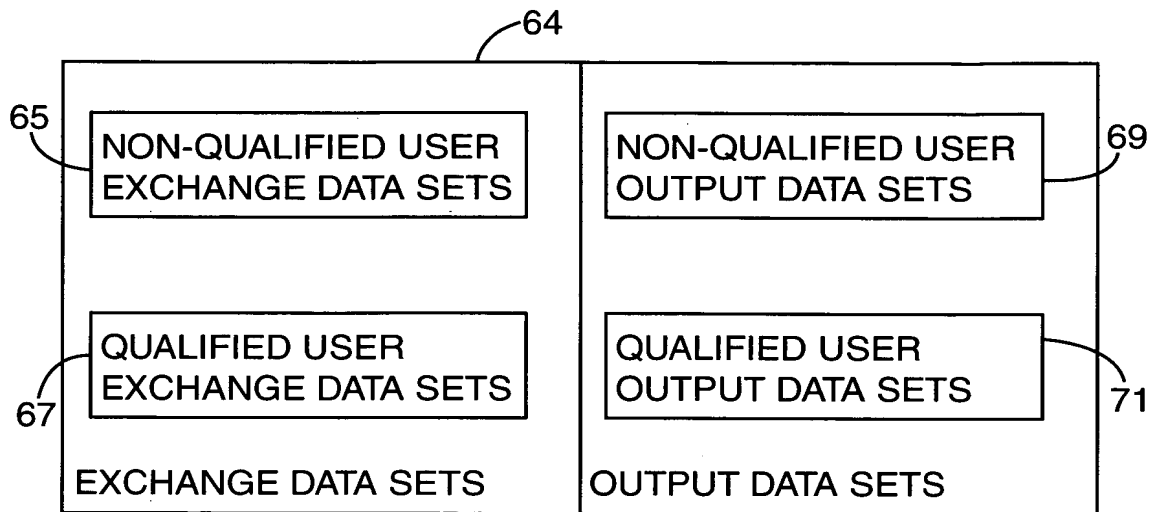 64
65
NON-QUALIFIED USER
EXCHANGE DATA SETS
NON-QUALIFIED USER
OUTPUT DATA SETS
69
QUALIFIED USER
EXCHANGE DATA SETS
67
QUALIFIED USER
OUTPUT DATA SETS
71
EXCHANGE DATA SETS
OUTPUT DATA SETS